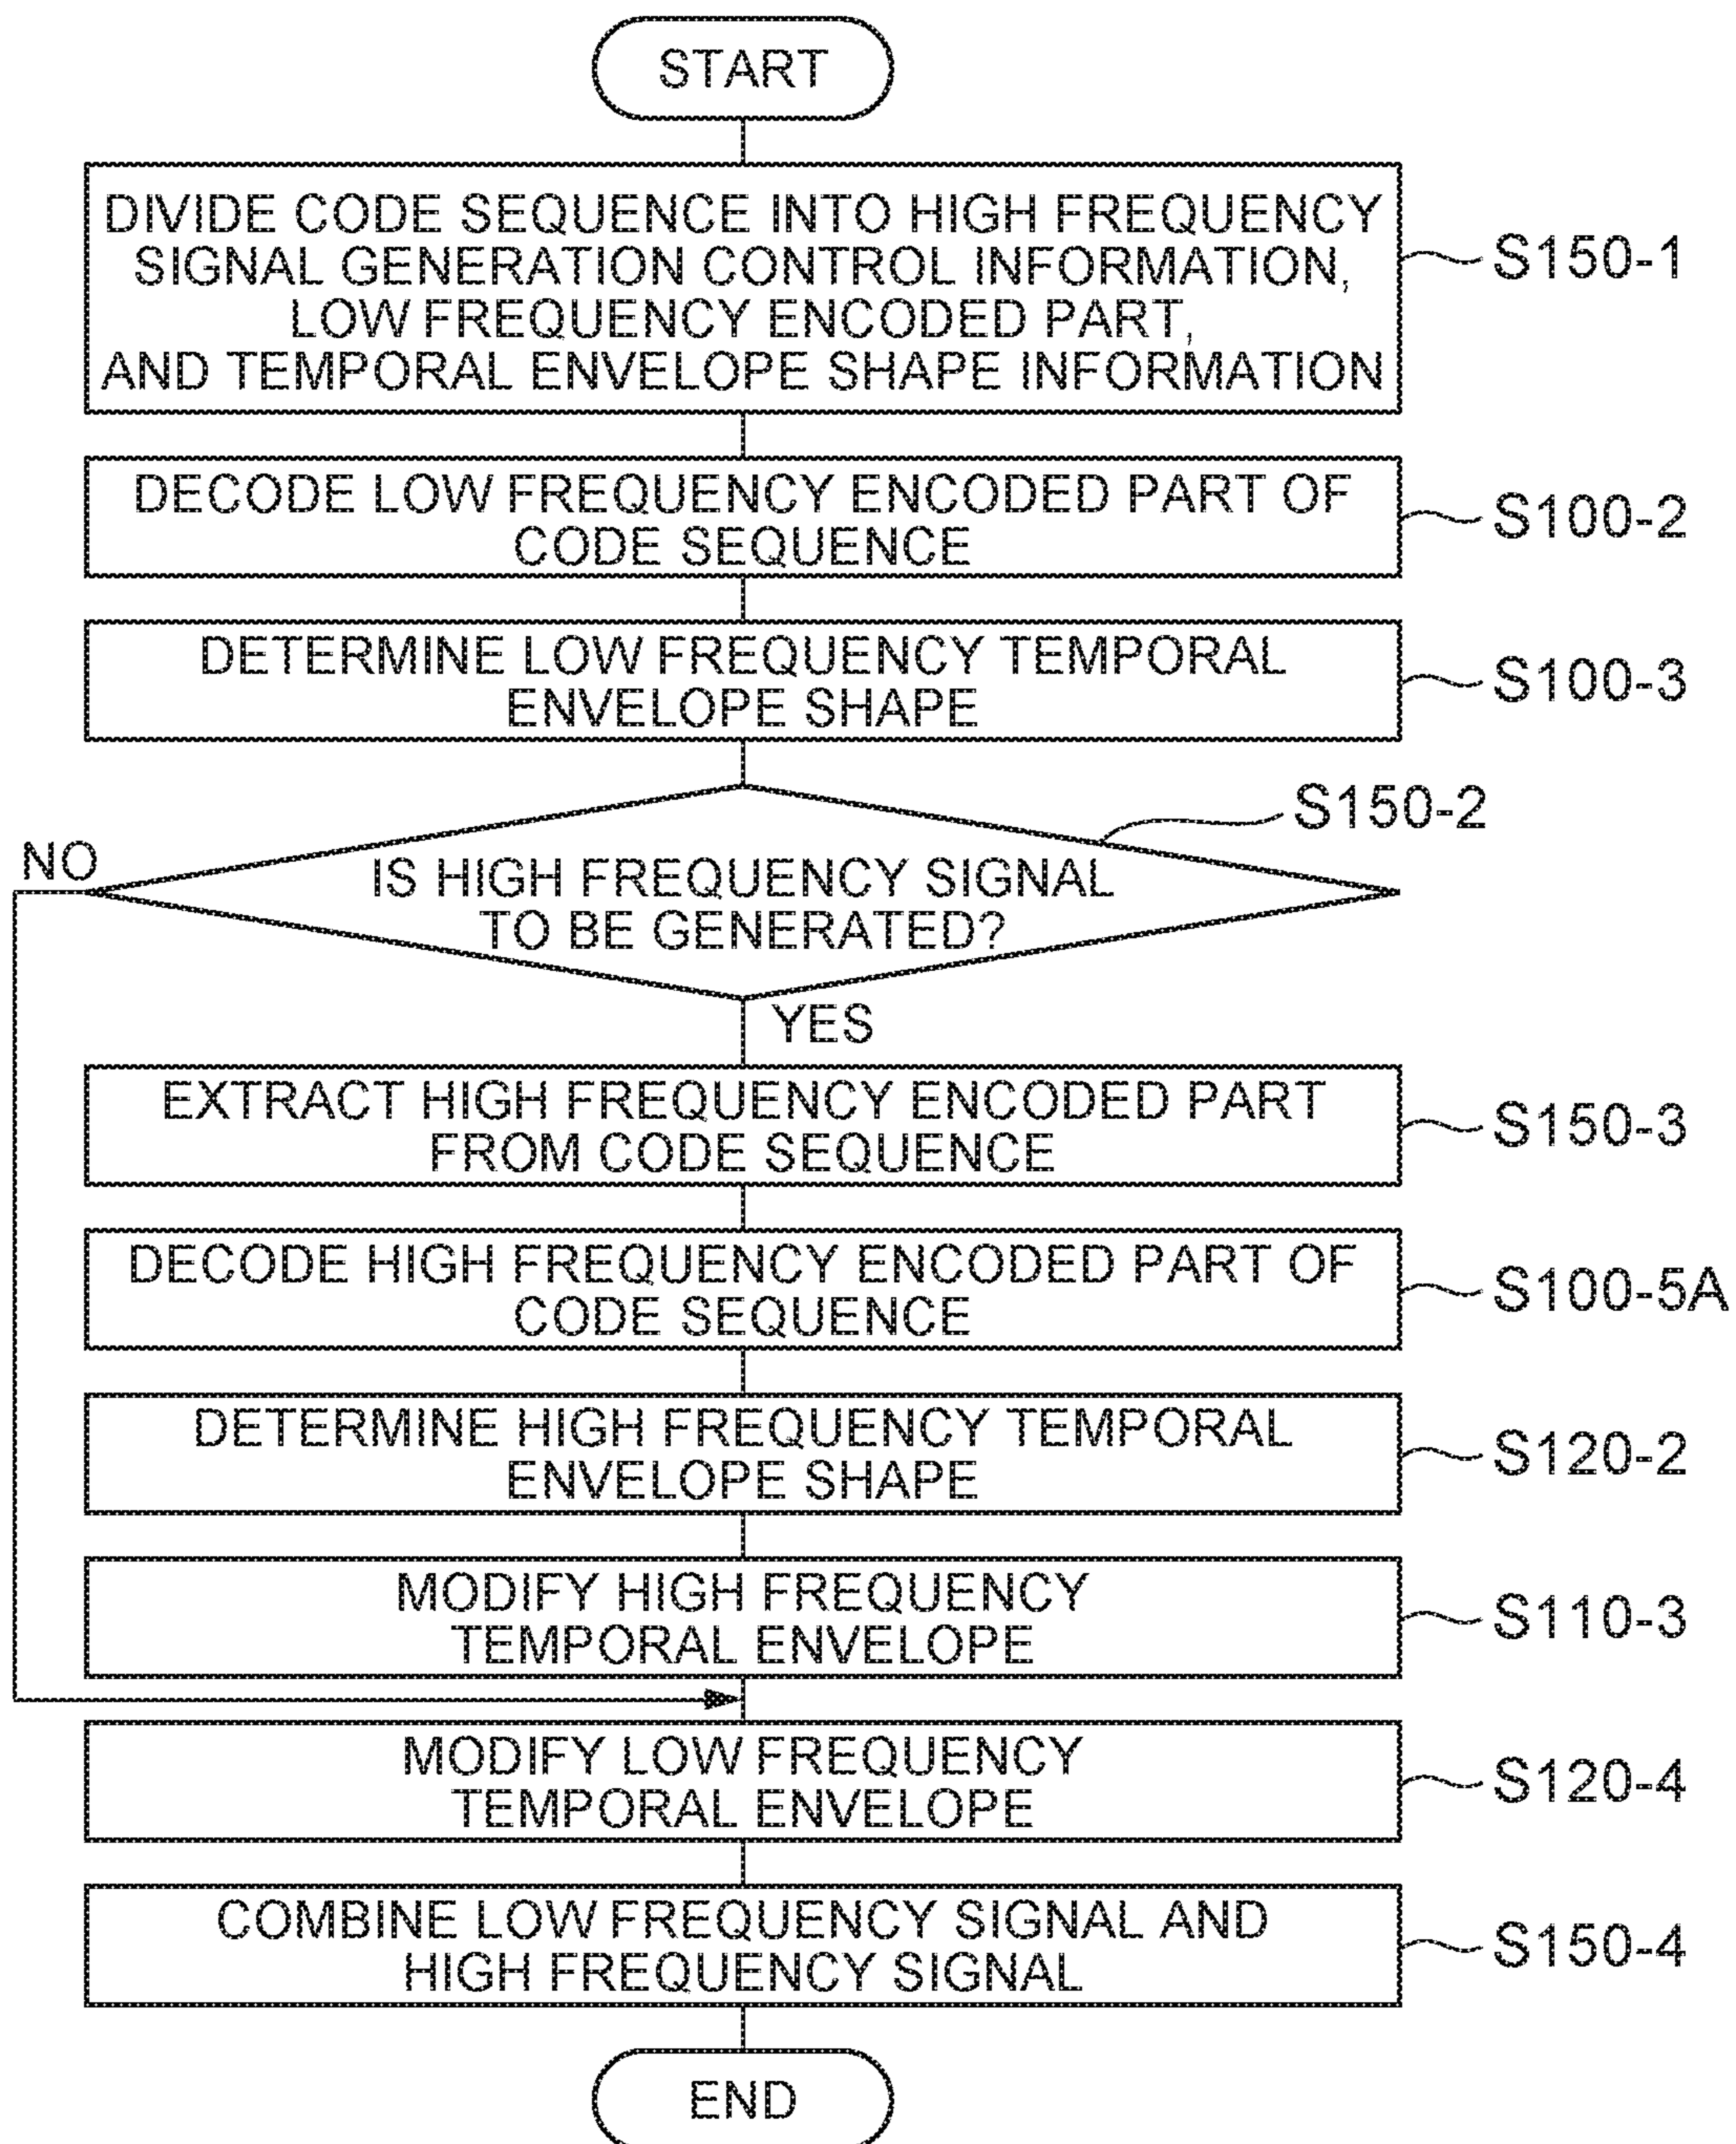 START
DIVIDE CODE SEQUENCE INTO HIGH FREQUENCY
SIGNAL GENERATION CONTROL INFORMATION,
LOW FREQUENCY ENCODED PART,
AND TEMPORAL ENVELOPE SHAPE INFORMATION
S150-1
DECODE LOW FREQUENCY ENCODED PART OF
CODE SEQUENCE
S100-2
DETERMINE LOW FREQUENCY TEMPORAL
ENVELOPE SHAPE
S100-3
S150-2
NO
IS HIGH FREQUENCY SIGNAL
TO BE GENERATED?
YES
EXTRACT HIGH FREQUENCY ENCODED PART
FROM CODE SEQUENCE
S150-3
DECODE HIGH FREQUENCY ENCODED PART OF
CODE SEQUENCE
S100-5A
DETERMINE HIGH FREQUENCY TEMPORAL
ENVELOPE SHAPE
S120-2
MODIFY HIGH FREQUENCY
TEMPORAL ENVELOPE
S110-3
MODIFY LOW FREQUENCY
TEMPORAL ENVELOPE
S120-4
COMBINE LOW FREQUENCY SIGNAL AND
HIGH FREQUENCY SIGNAL
S150-4
END